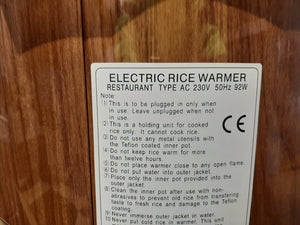 ELECTRIC RICE WARMER
RESTAURANT TYPE AC 230V 50Hz 92W
Note:
(1) This is to be plugged in only when
in use. Leave unplugged when not
in use.
(2) This is a holding unit for cooked
rice only. It cannot cook rice.
(3) Do not use any metal utensils with
the Teflon coated inner pot.
(4) Do not keep rice warm for more
than twelve hours.
(5) Do not place warmer close to any open flame.
(6) Do not put water into outer jacket.
(7) Place only the inner pot provided into the
outer jacket.
(8) Clean the inner pot after use with non-
abrasives to prevent old rice from transfering
taste to fresh rice and damage to the Teflon
coating.
(9) Never immerse outer jacket in water.
(10) Never put in uncooked rice. This unit
CE